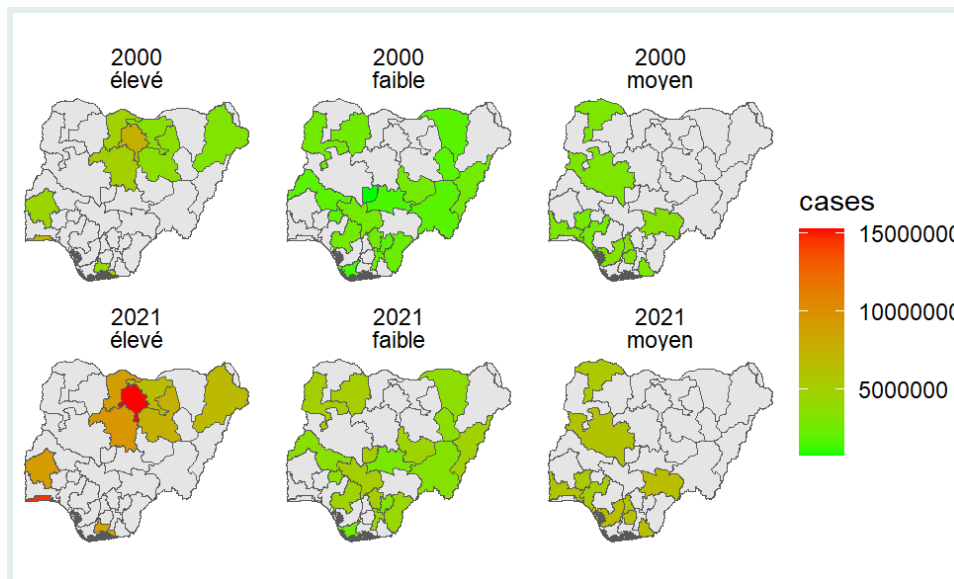 2000
élevé
2000
faible
2000
moyen
cases
15000000
10000000
5000000
2021
élevé
2021
faible
2021
moyen